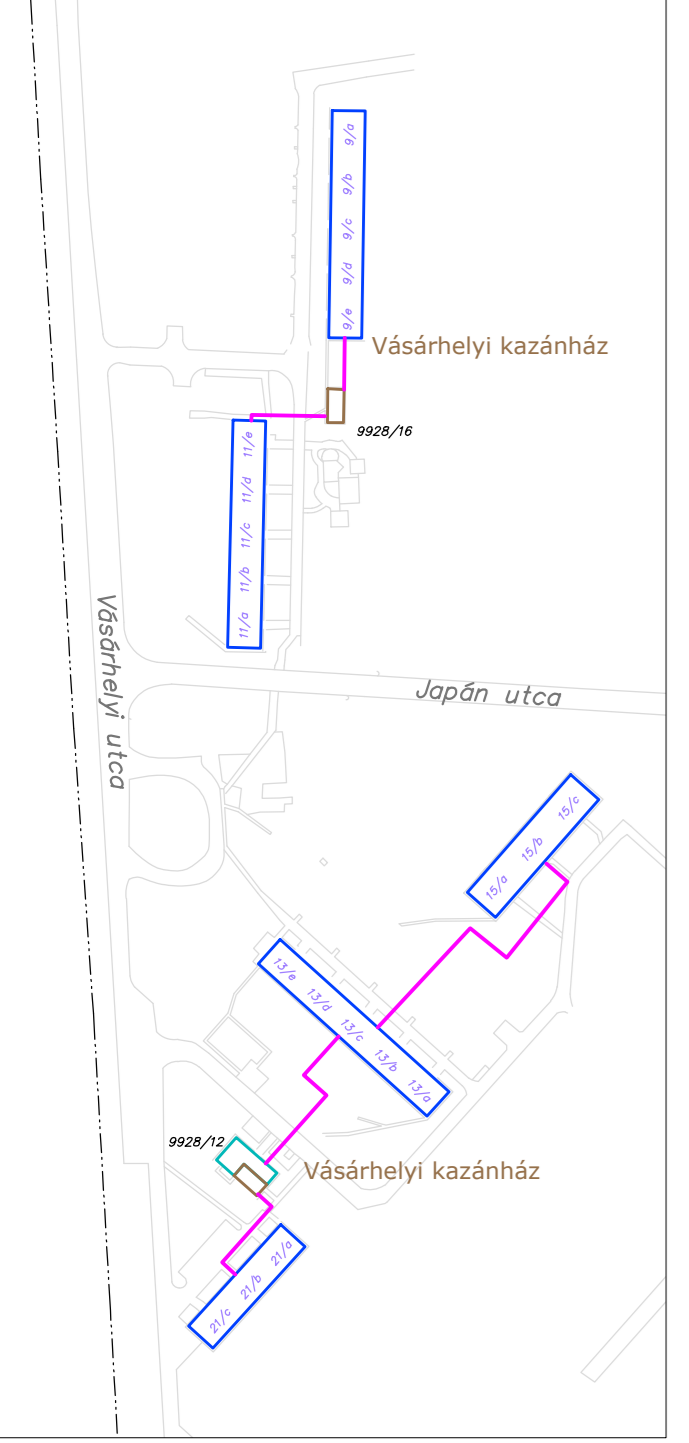 9/a
9/b
9/c
9/d
9/e
Vásárhelyi kazánház
9928/16
11/e
11/d
11/c
11/b
11/a
Vásárhelyi utca
Japán utca
15/c
15/b
15/a
13/e
13/d
13/c
13/b
13/a
9928/12
Vásárhelyi kazánház
21/a
21/b
21/c